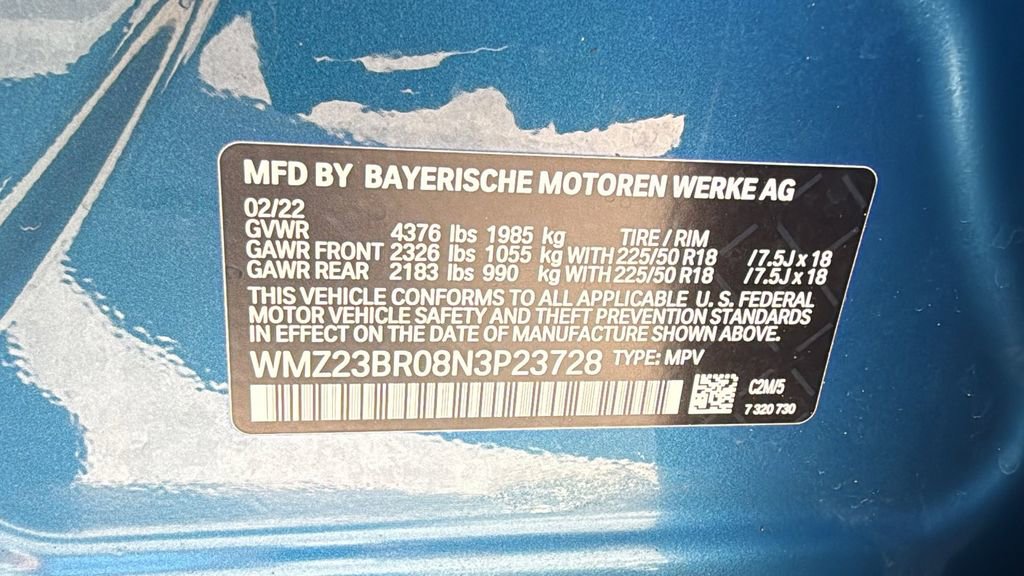 MFD BY BAYERISCHE MOTOREN WERKE AG
02/22
GVWR 4376 lbs 1985 kg TIRE / RIM
GAWR FRONT 2326 lbs 1055 kg WITH 225/50 R18 /7.5J x 18
GAWR REAR 2183 lbs 990 kg WITH 225/50 R18 /7.5J x 18
THIS VEHICLE CONFORMS TO ALL APPLICABLE U. S. FEDERAL
MOTOR VEHICLE SAFETY AND THEFT PREVENTION STANDARDS
IN EFFECT ON THE DATE OF MANUFACTURE SHOWN ABOVE.
WMZ23BR08N3P23728 TYPE: MPV
C2M/5
7 320 730